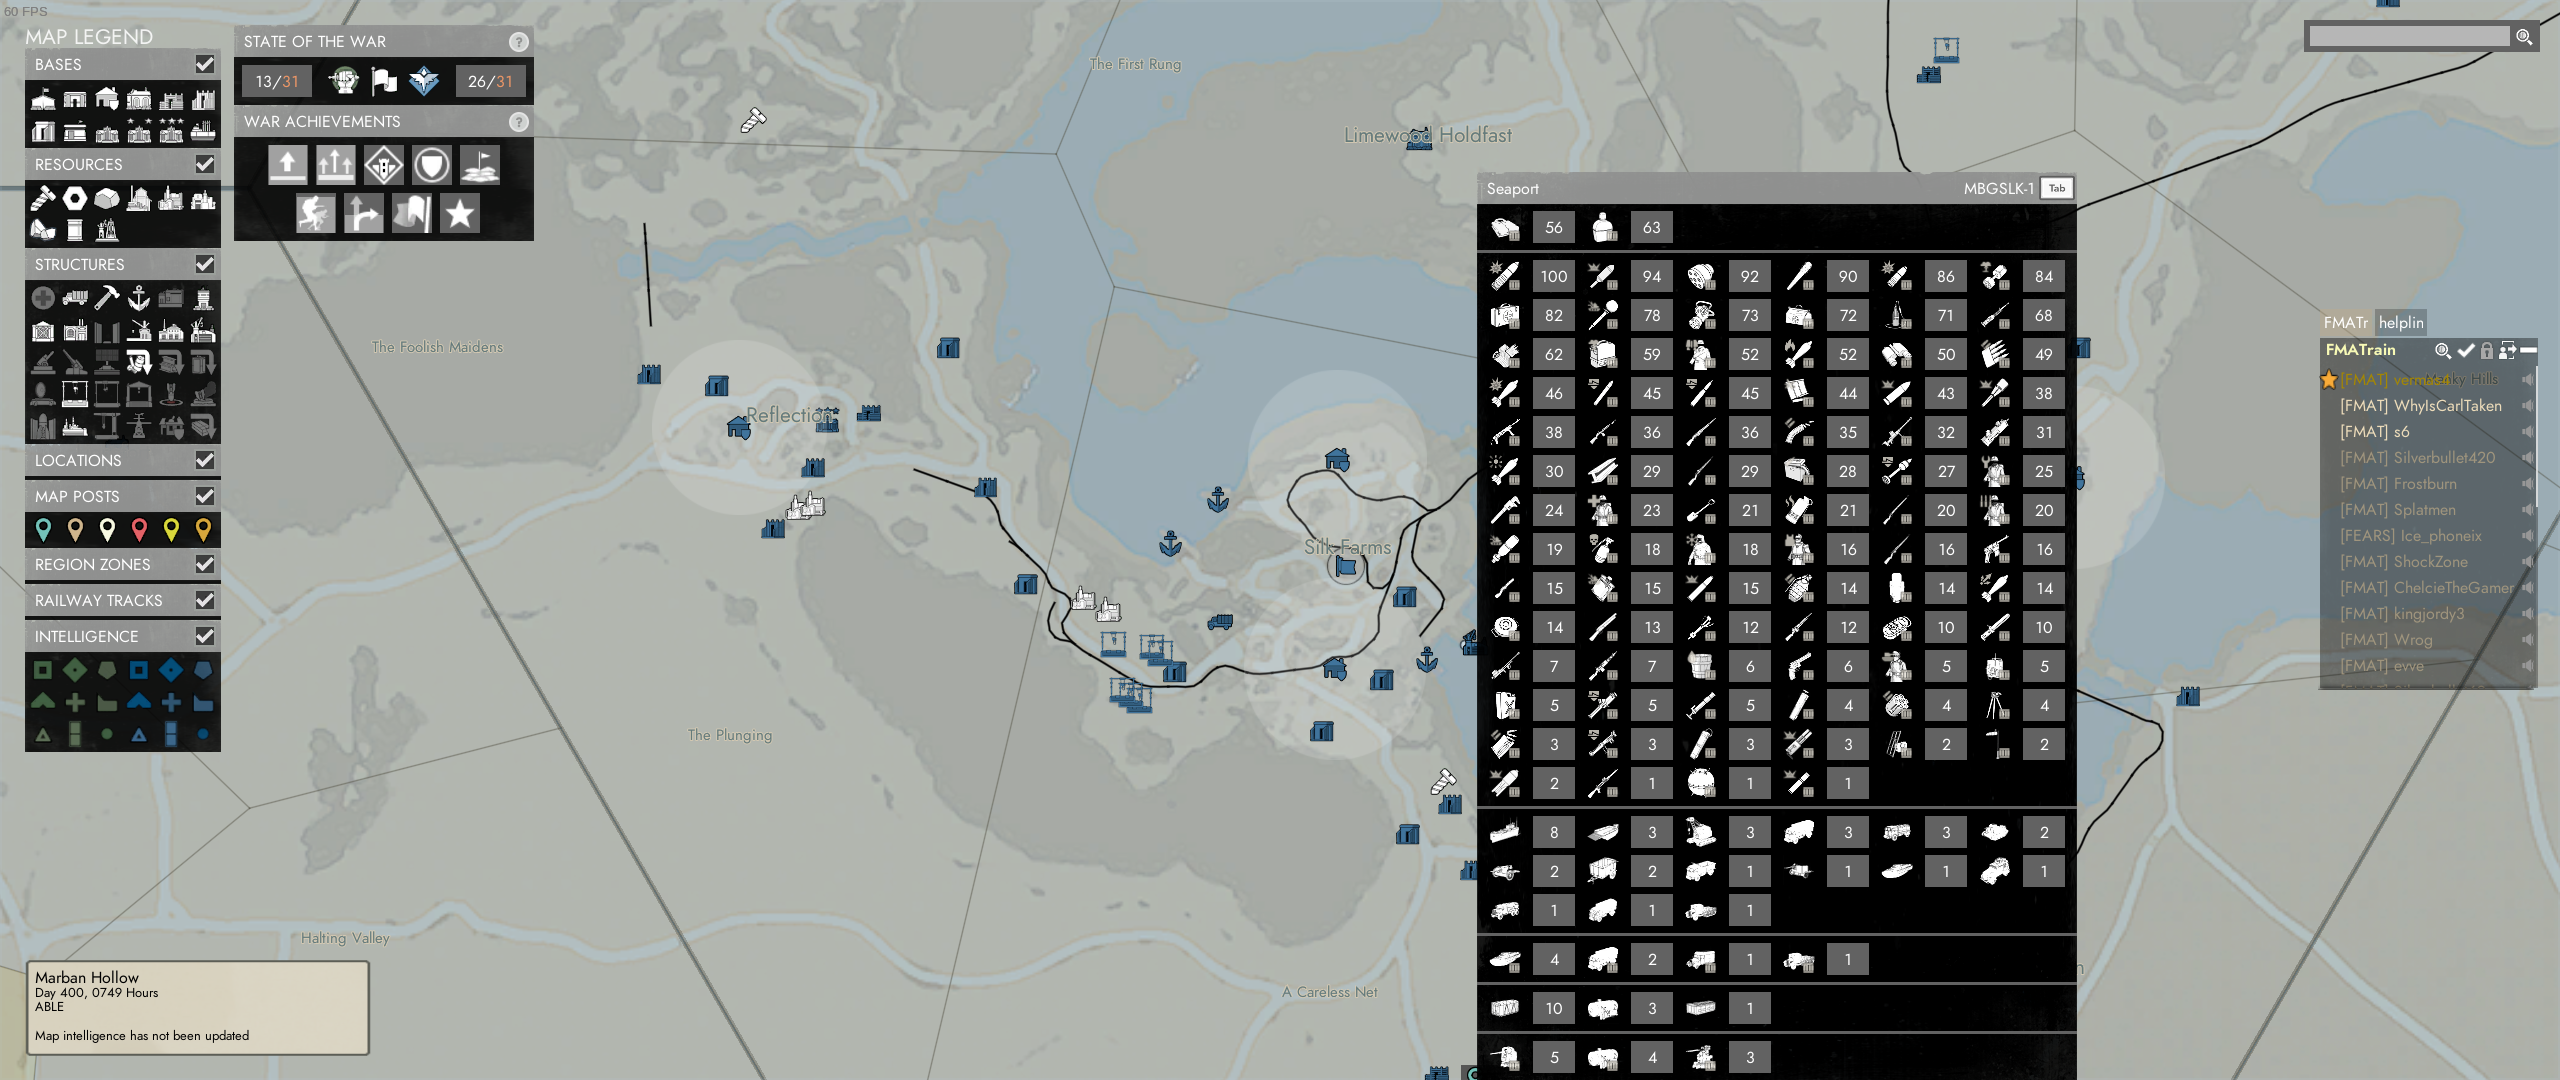 60 FPS
MAP LEGEND
BASES
RESOURCES
STRUCTURES
LOCATIONS
MAP POSTS
REGION ZONES
RAILWAY TRACKS
INTELLIGENCE
STATE OF THE WAR ?
13/31 26/31
WAR ACHIEVEMENTS ?
The First Rung
Limewood Holdfast
The Foolish Maidens
Reflection
Silk Farms
The Plunging
Halting Valley
A Careless Net
Marban Hollow
Day 400, 0749 Hours
ABLE
Map intelligence has not been updated
Seaport MBGSLK-1 Tab
56 63
100 94 92 90 86 84
82 78 73 72 71 68
62 59 52 52 50 49
46 45 45 44 43 38
38 36 36 35 32 31
30 29 29 28 27 25
24 23 21 21 20 20
19 18 18 16 16 16
15 15 15 14 14 14
14 13 12 12 10 10
7 7 6 6 5 5
5 5 5 4 4 4
3 3 3 3 2 2
2 1 1 1
8 3 3 3 3 2
2 2 1 1 1 1
1 1 1
4 2 1 1
10 3 1
5 4 3
FMATr helplin
FMATrain
[FMAT]
Hills
[FMAT] WhyIsCarlTaken
[FMAT] s6
[FMAT] Silverbullet420
[FMAT] Frostburn
[FMAT] Splatmen
[FEARS] Ice_phoneix
[FMAT] ShockZone
[FMAT] ChelcieTheGamer
[FMAT] kingjordy3
[FMAT] Wrog
[FMAT] evve